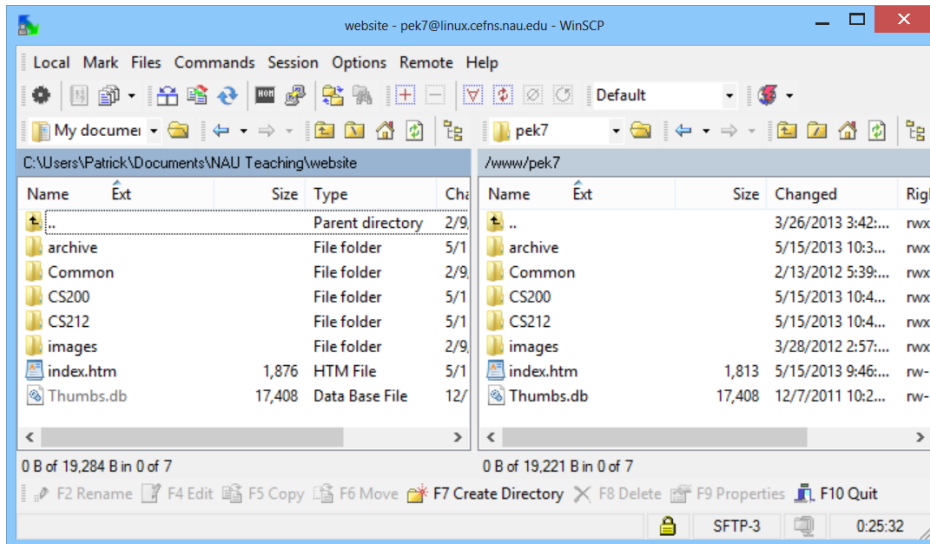 website - pek7@linux.cefns.nau.edu - WinSCP
Local Mark Files Commands Session Options Remote Help
Default
My documei pek7
C:\Users\Patrick\Documents\NAU Teaching\website /www/pek7
Name Ext Size Type Cha Name Ext Size Changed Rig
.. Parent directory 2/9, .. 3/26/2013 3:42:... rwx
archive File folder 5/1 archive 5/15/2013 10:3... rwx
Common File folder 2/9, Common 2/13/2012 5:39:... rwx
CS200 File folder 5/1 CS200 5/15/2013 10:4... rwx
CS212 File folder 5/1 CS212 5/15/2013 10:4... rwx
images File folder 2/9, images 3/28/2012 2:57:... rwx
index.htm 1,876 HTM File 5/1 index.htm 1,813 5/15/2013 9:46:... rw-
Thumbs.db 17,408 Data Base File 12/ Thumbs.db 17,408 12/7/2011 10:2... rw-
0 B of 19,284 B in 0 of 7 0 B of 19,221 B in 0 of 7
F2 Rename F4 Edit F5 Copy F6 Move F7 Create Directory F8 Delete F9 Properties F10 Quit
SFTP-3 0:25:32